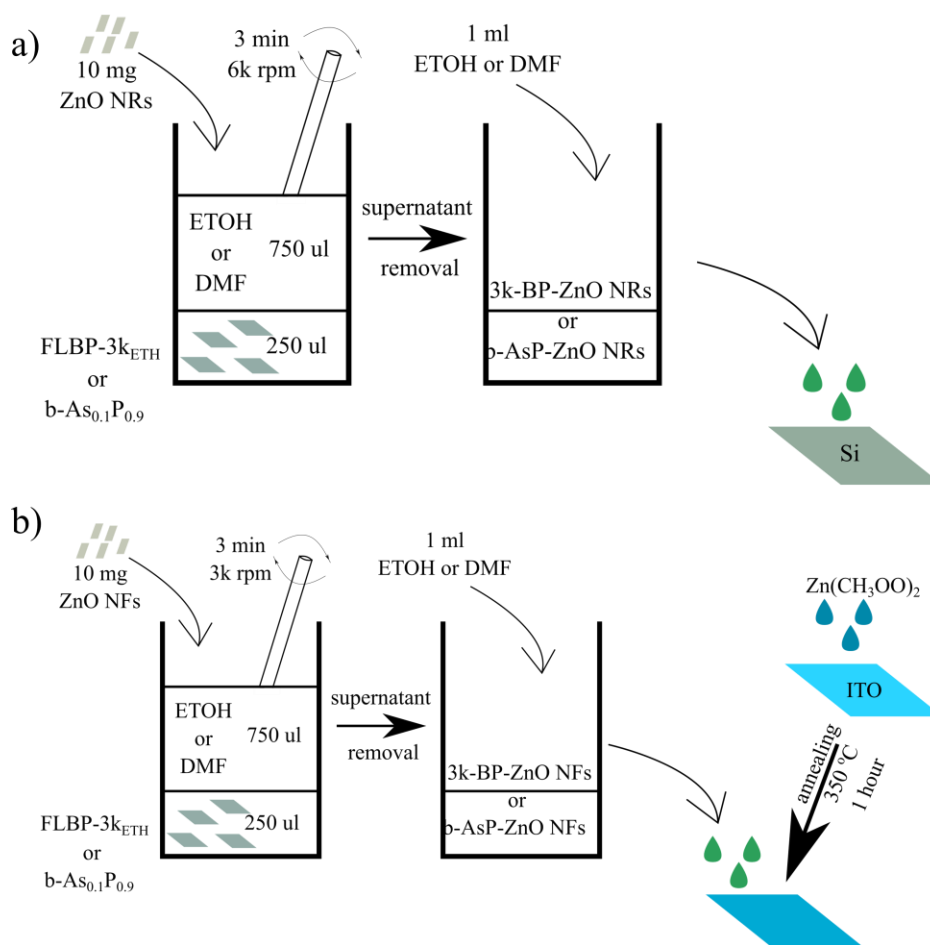 a)
10 mg
ZnO NRs
3 min
6k rpm
1 ml
ETOH or DMF
ETOH
or
DMF
750 ul
supernatant
removal
FLBP-3k_ETH
or
b-As₀.₁P₀.₉
250 ul
3k-BP-ZnO NRs
or
b-AsP-ZnO NRs
Si
b)
10 mg
ZnO NFs
3 min
3k rpm
1 ml
ETOH or DMF
Zn(CH₃OO)₂
ITO
ETOH
or
DMF
750 ul
supernatant
removal
annealing
350 °C
1 hour
FLBP-3k_ETH
or
b-As₀.₁P₀.₉
250 ul
3k-BP-ZnO NFs
or
b-AsP-ZnO NFs